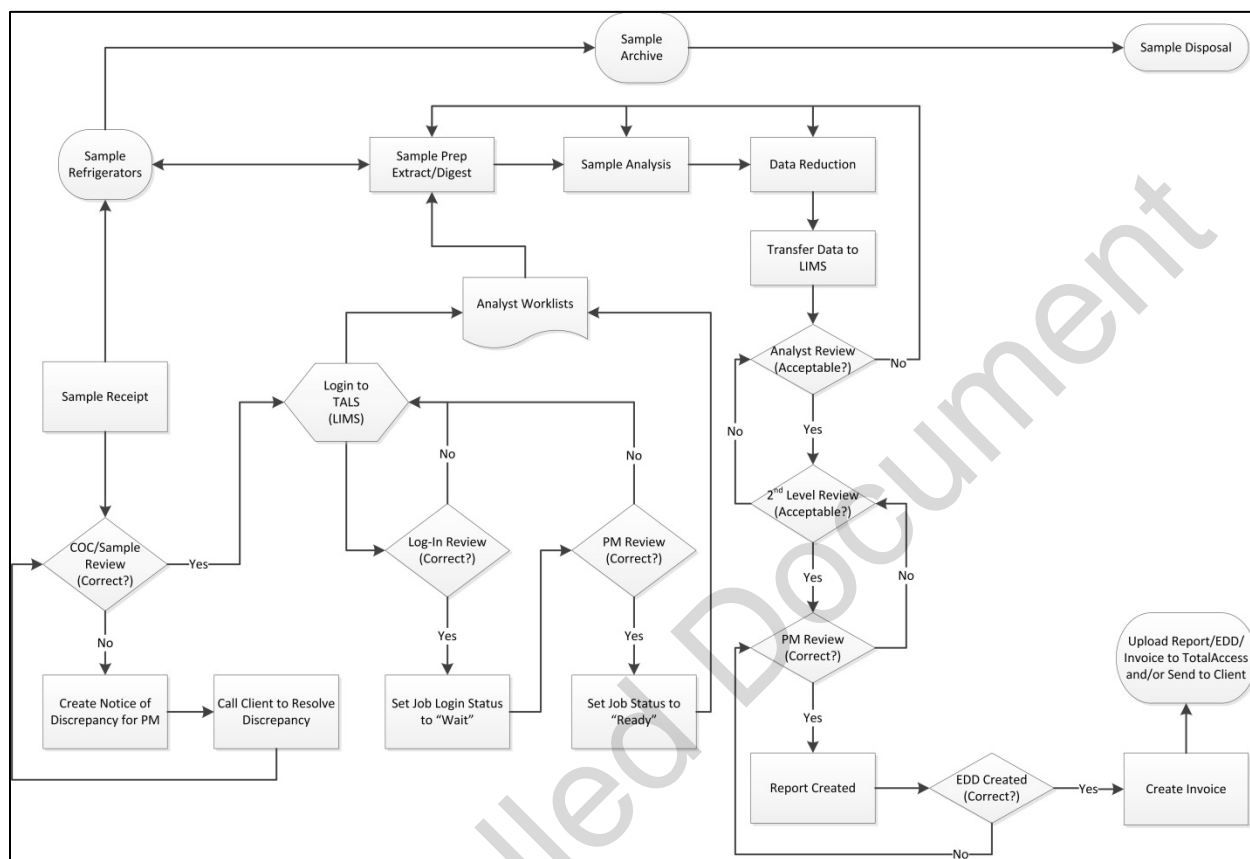 Sample
Archive
Sample Disposal
Sample
Refrigerators
Sample Prep
Extract/Digest
Sample Analysis
Data Reduction
Transfer Data to
LIMS
Analyst Worklists
Analyst Review
(Acceptable?)
No
Sample Receipt
Login to
TALS
(LIMS)
No
No
No
Yes
2nd Level Review
(Acceptable?)
COC/Sample
Review
(Correct?)
Yes
Log-In Review
(Correct?)
PM Review
(Correct?)
Yes
No
No
Yes
Yes
PM Review
(Correct?)
Upload Report/EDD/
Invoice to TotalAccess
and/or Send to Client
Create Notice of
Discrepancy for PM
Call Client to Resolve
Discrepancy
Set Job Login Status
to “Wait”
Set Job Status to
“Ready”
Yes
Report Created
EDD Created
(Correct?)
Yes
Create Invoice
No
lled Document